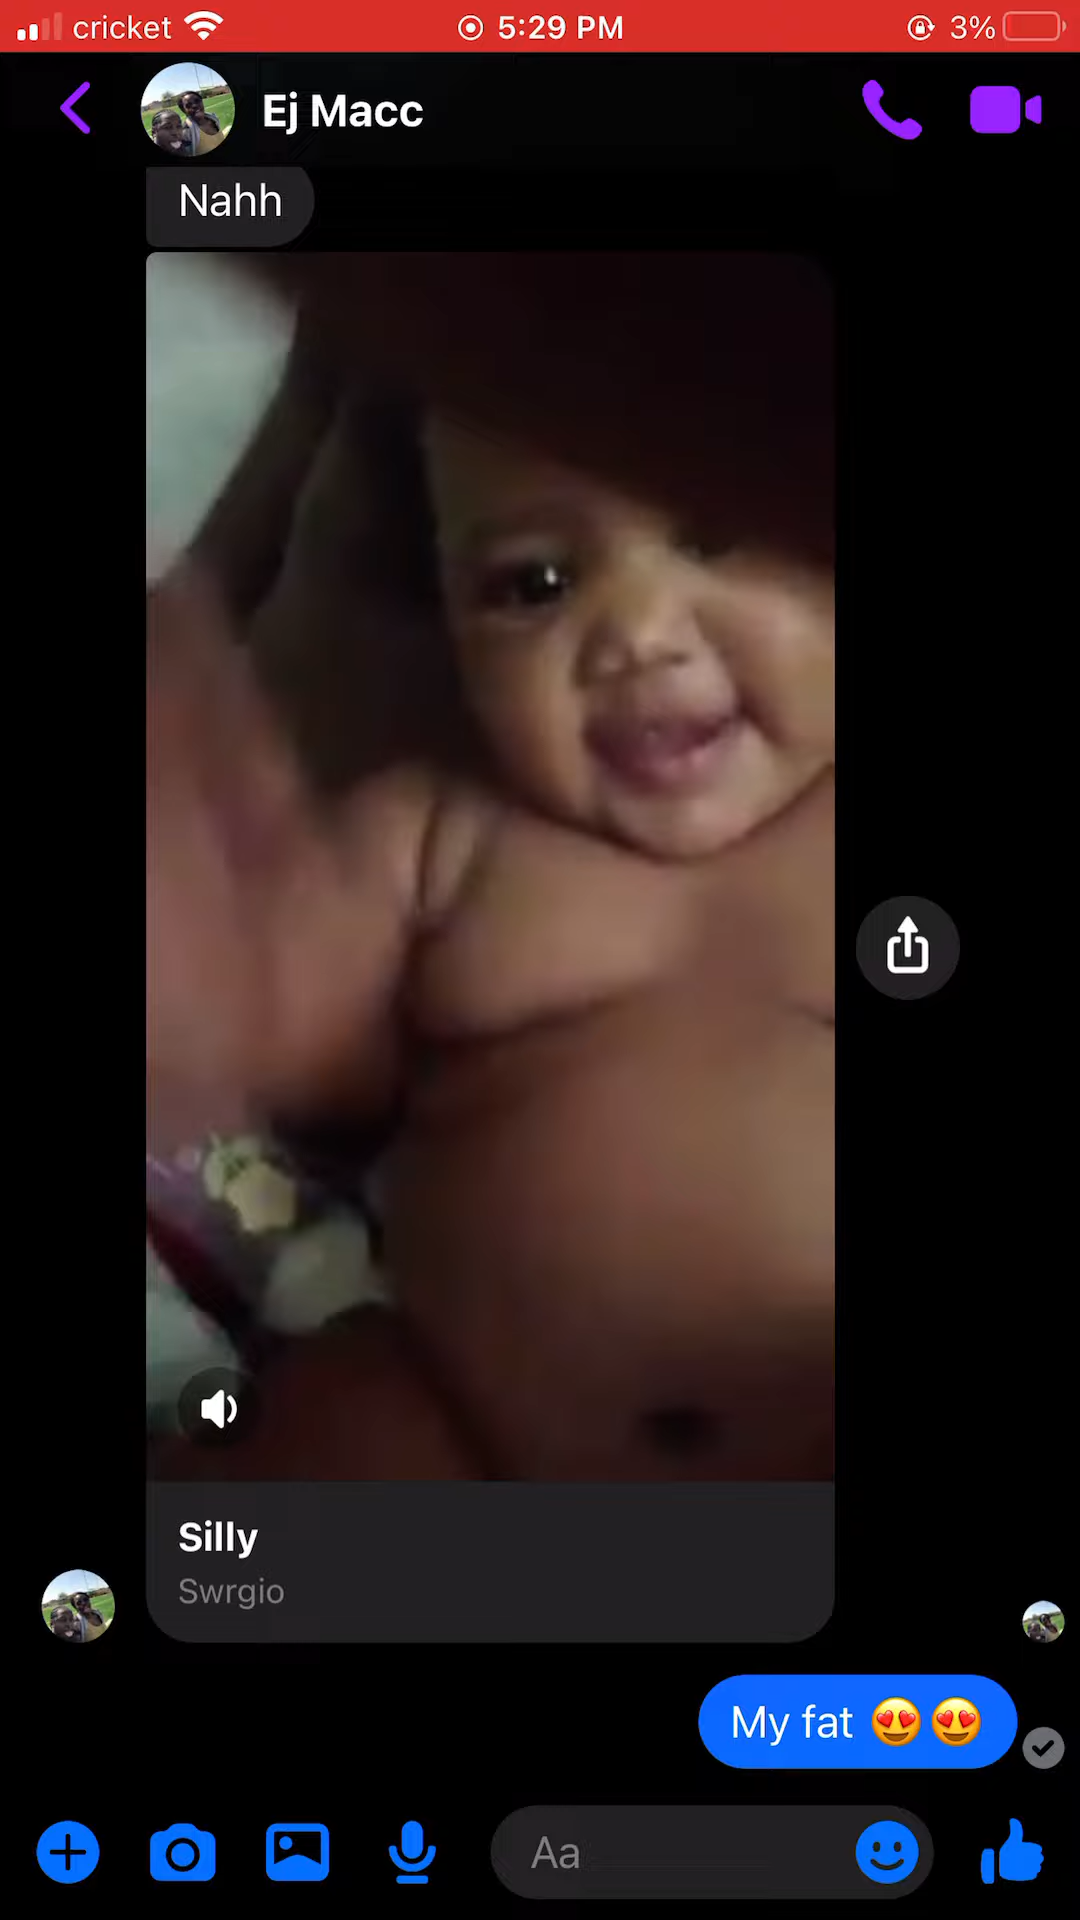 cricket 5:29 PM 3%
Ej Macc
Nahh
Silly
Swrgio
My fat 😍😍
Aa